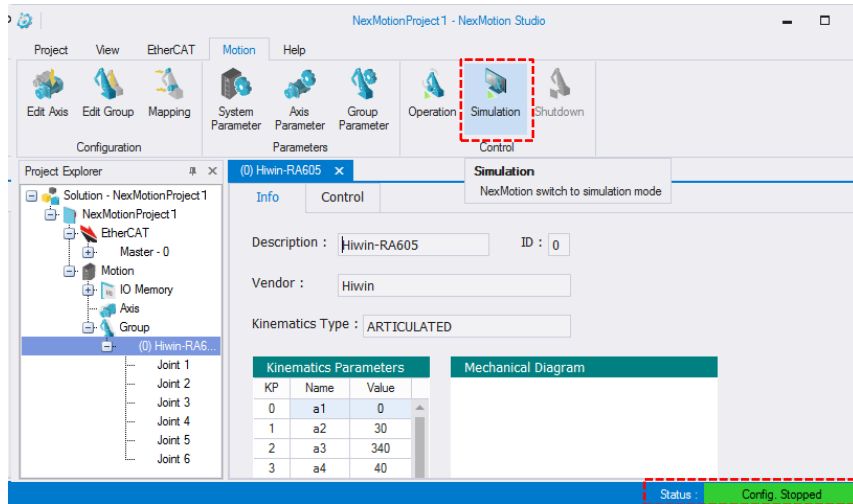 NexMotionProject1 - NexMotion Studio
Project View EtherCAT Motion Help
Edit Axis Edit Group Mapping System Parameter Axis Parameter Group Parameter Operation Simulation Shutdown
Configuration Parameters Control
Project Explorer
(0) Hiwin-RA605
Simulation
NexMotion switch to simulation mode
Solution - NexMotionProject1
NexMotionProject1
EtherCAT
Master - 0
Motion
IO Memory
Axis
Group
(0) Hiwin-RA6...
Joint 1
Joint 2
Joint 3
Joint 4
Joint 5
Joint 6
Info Control
Description : Hiwin-RA605 ID : 0
Vendor : Hiwin
Kinematics Type : ARTICULATED
Kinematics Parameters
KP Name Value
0 a1 0
1 a2 30
2 a3 340
3 a4 40
Mechanical Diagram
Status : Config. Stopped